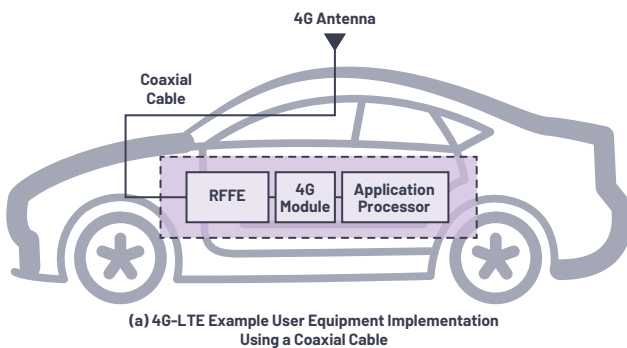 4G Antenna
Coaxial
Cable
RFFE
4G
Module
Application
Processor
(a) 4G-LTE Example User Equipment Implementation
Using a Coaxial Cable